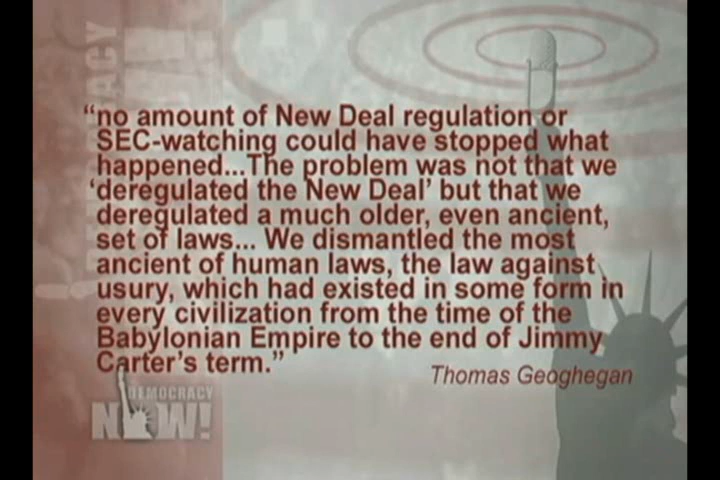 “no amount of New Deal regulation or
SEC-watching could have stopped what
happened...The problem was not that we
‘deregulated the New Deal’ but that we
deregulated a much older, even ancient,
set of laws... We dismantled the most
ancient of human laws, the law against
usury, which had existed in some form in
every civilization from the time of the
Babylonian Empire to the end of Jimmy
Carter’s term.”
Thomas Geoghegan
DEMOCRACY
NOW!